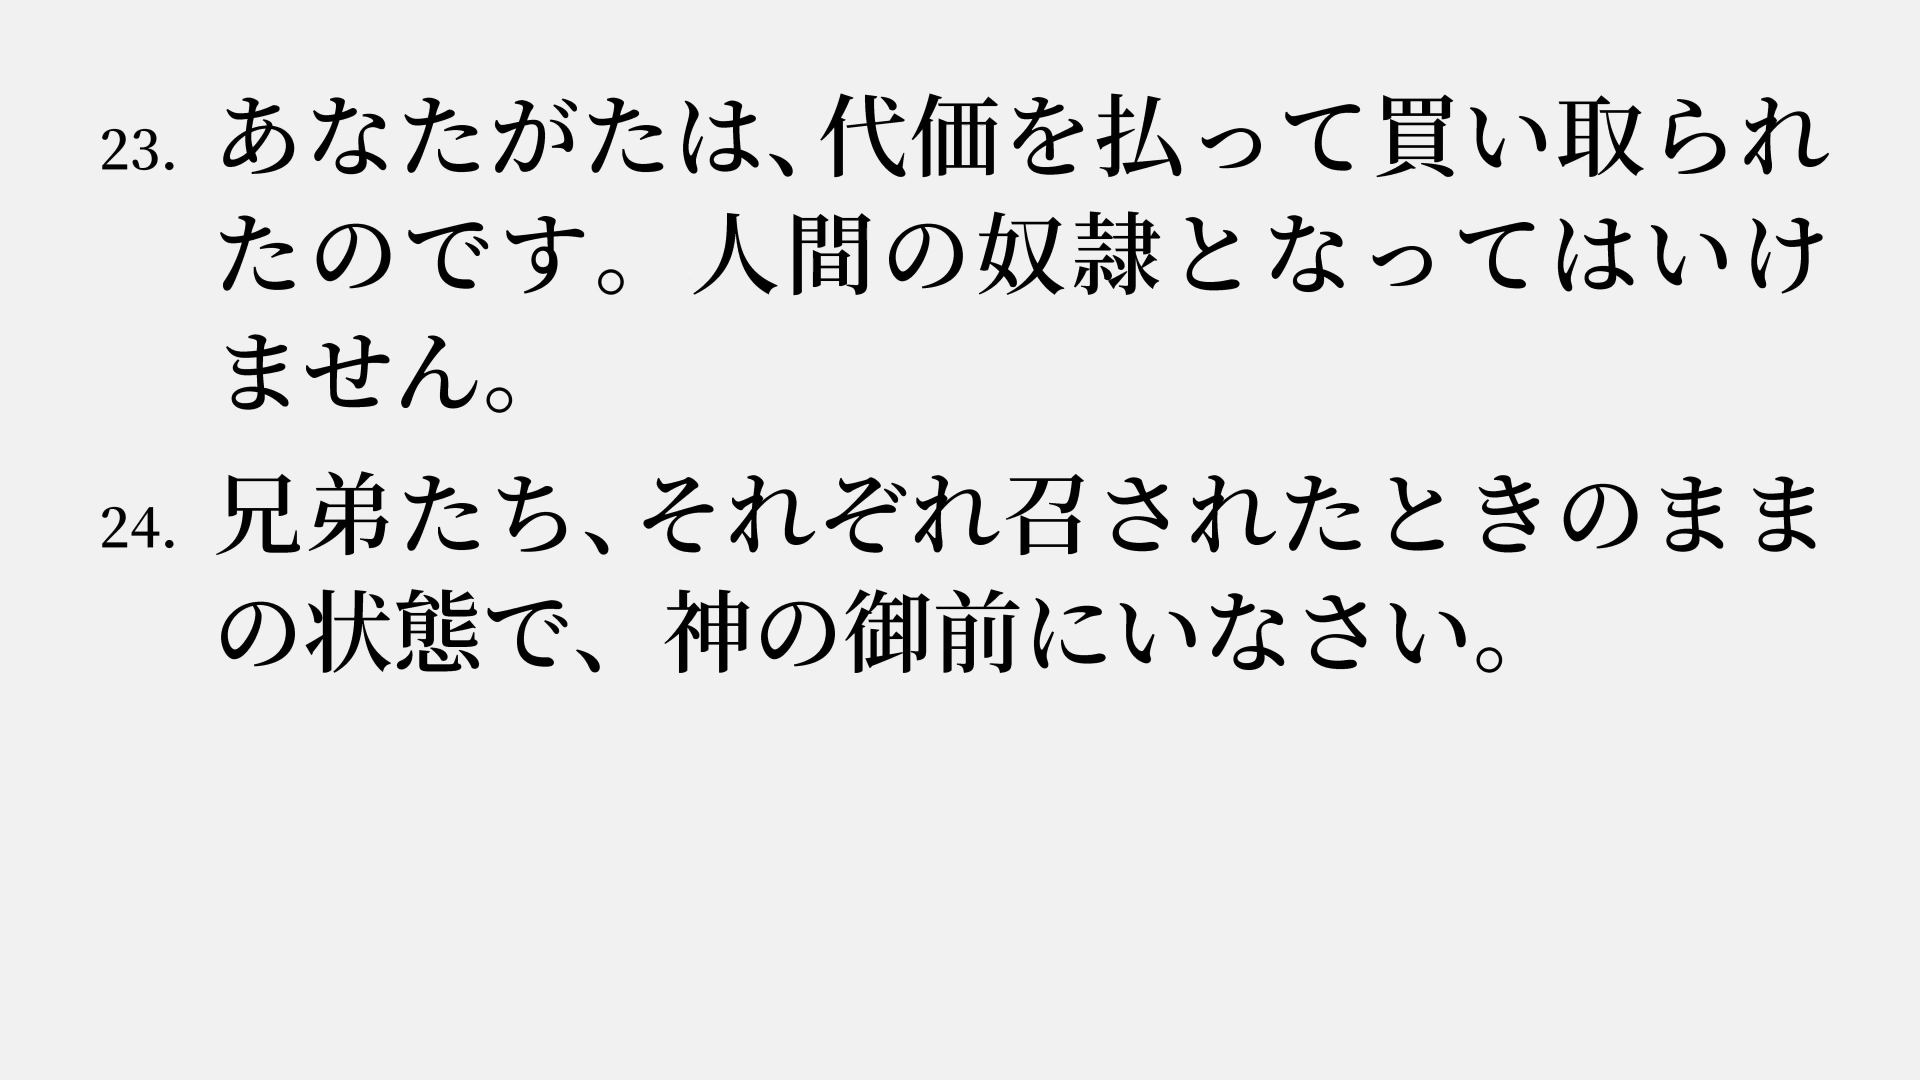 23. あなたがたは、代価を払って買い取られ
たのです。人間の奴隷となってはいけ
ません。
24. 兄弟たち、それぞれ召されたときのまま
の状態で、神の御前にいなさい。